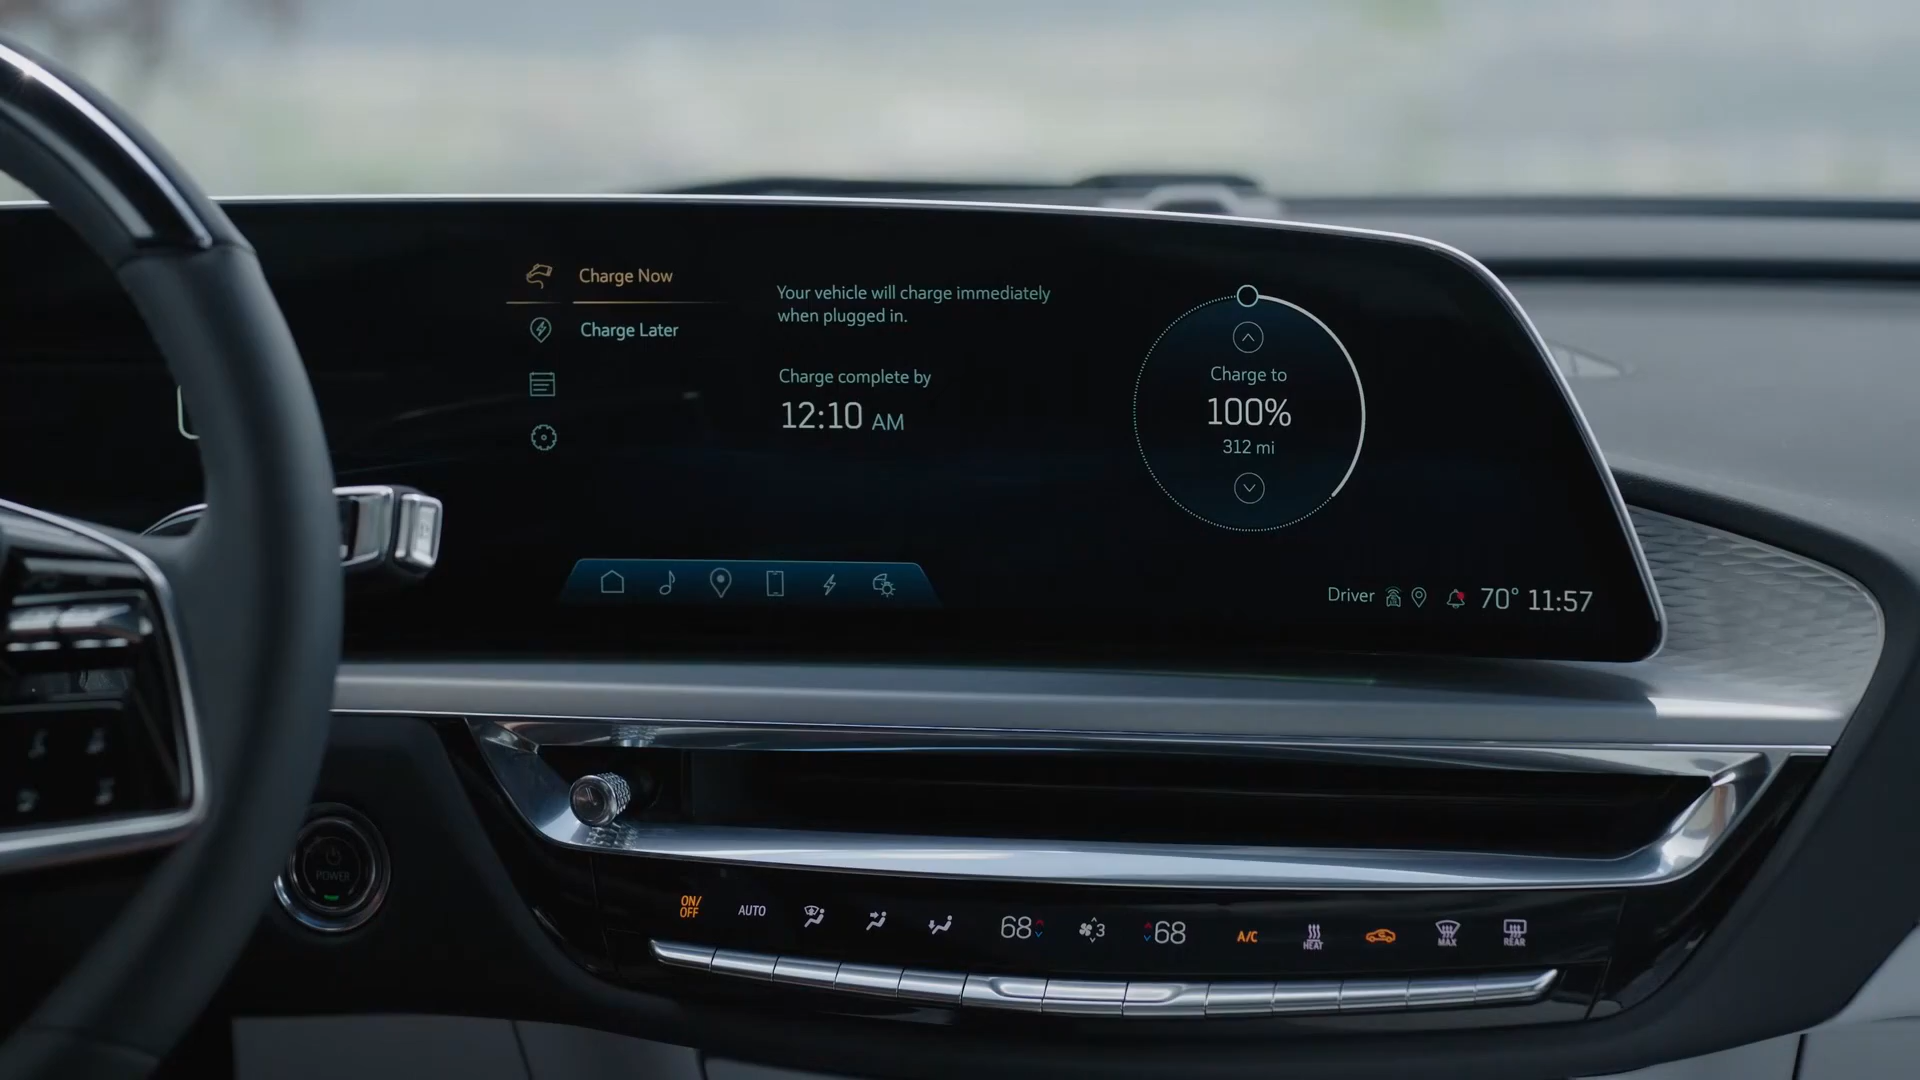 Charge Now
Charge Later
Your vehicle will charge immediately
when plugged in.
Charge complete by
12:10 AM
Charge to
100%
312 mi
Driver 70° 11:57
POWER
ON/
OFF
AUTO
68
3
68
A/C
HEAT
MAX
REAR